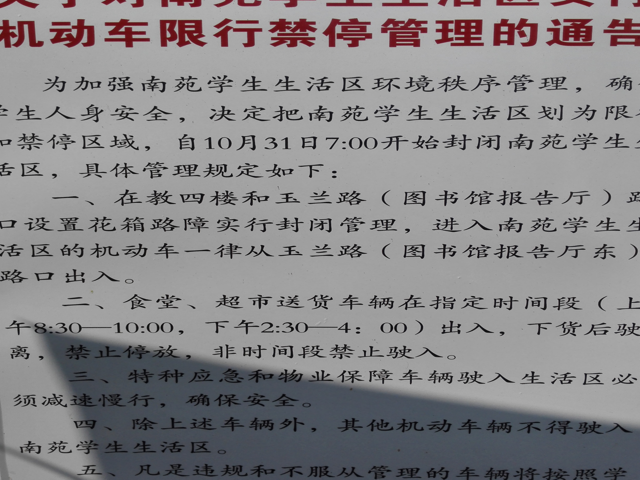 关于对南苑学生生活区实行
机动车限行禁停管理的通告
为加强南苑学生生活区环境秩序管理，确
学生人身安全，决定把南苑学生生活区划为限
和禁停区域，自10月31日7:00开始封闭南苑学生生
活区，具体管理规定如下：
一、在教四楼和玉兰路（图书馆报告厅）路
口设置花箱路障实行封闭管理，进入南苑学生生
活区的机动车一律从玉兰路（图书馆报告厅东）
路口出入。
二、食堂、超市送货车辆在指定时间段（上
午8:30—10:00，下午2:30—4：00）出入，下货后驶
离，禁止停放，非时间段禁止驶入。
三、特种应急和物业保障车辆驶入生活区必
须减速慢行，确保安全。
四、除上述车辆外，其他机动车辆不得驶入
南苑学生生活区。
五、凡是违规和不服从管理的车辆将按照学